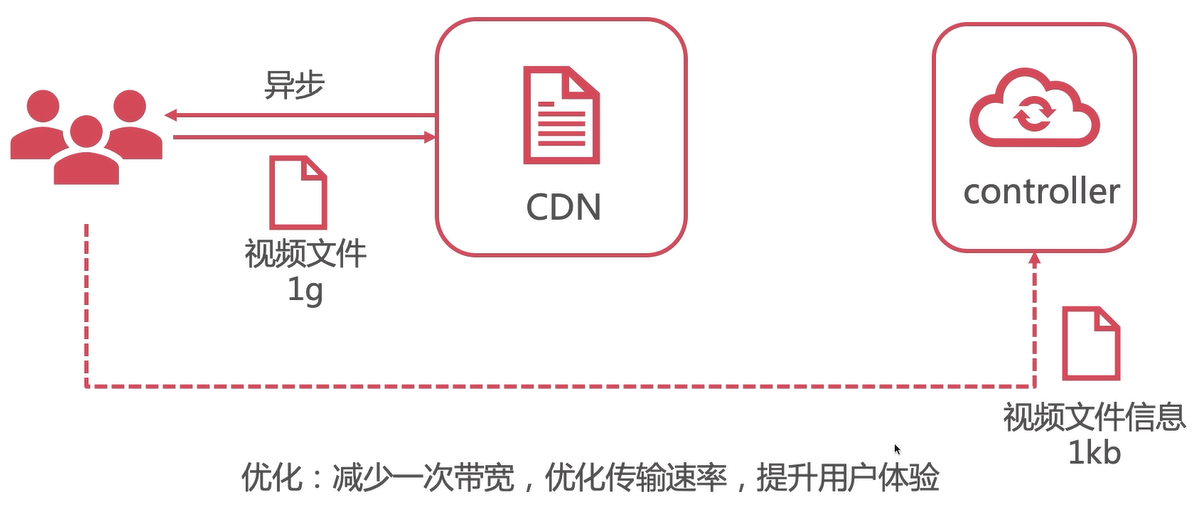 异步
CDN
controller
视频文件
1g
视频文件信息
1kb
优化：减少一次带宽，优化传输速率，提升用户体验